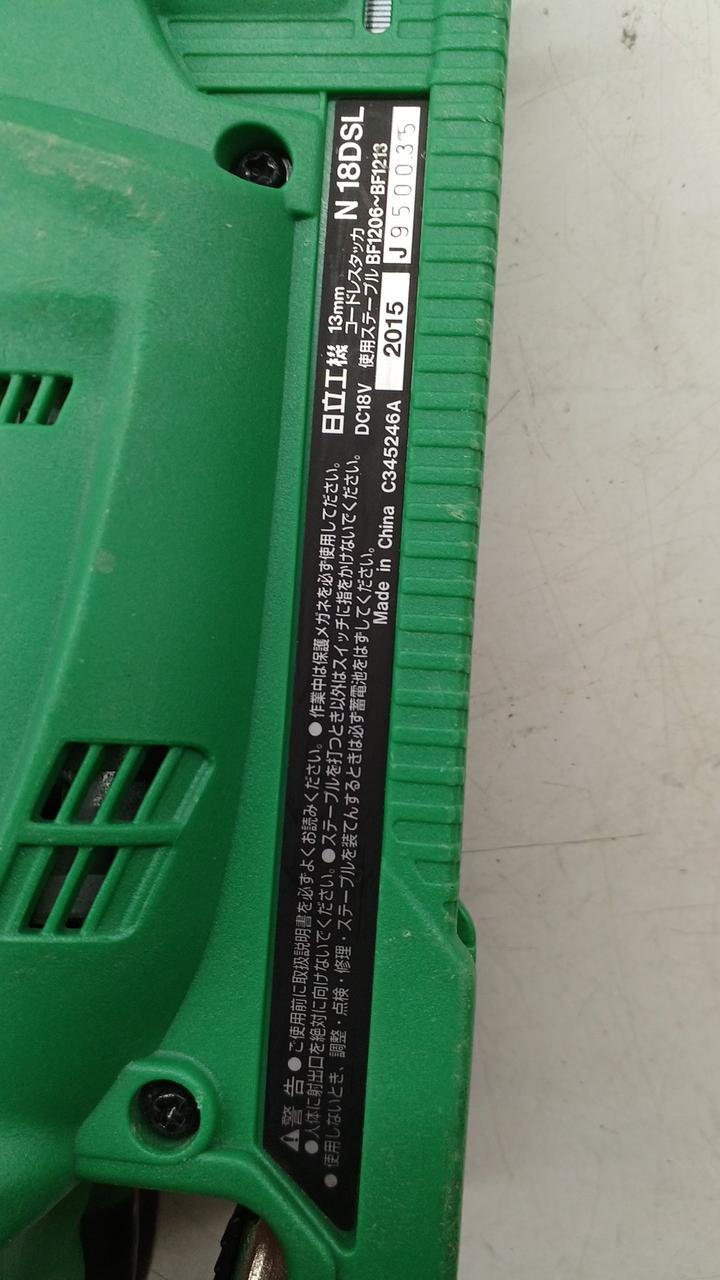 日立工機 13mm コードレスタッカ N 18DSL
DC18V 使用ステープル BF1206~BF1213
2015 J950035
Made in China C345246A
⚠警告 ●ご使用前に取扱説明書を必ずよくお読みください。●作業中は保護メガネを必ず使用してださい。
●人体に射出口を絶対に向けないでください。●ステープルを打つとき以外はスイッチに指をかけないでください。
●使用しないとき、調整・点検・修理・ステープルを装てんするときは必ず蓄電池をはずしてください。